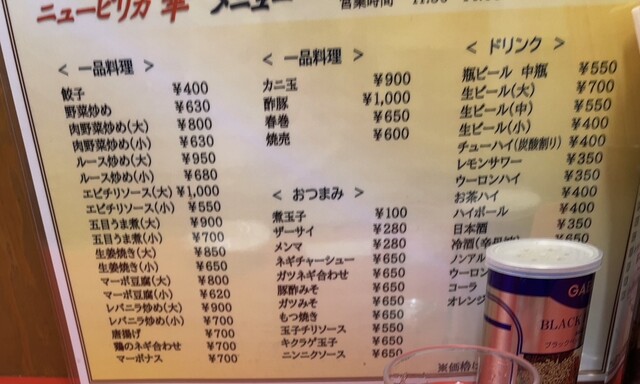 ニューピリカ 幸 メニュー
営業時間
< 一品料理 >
餃子 ¥400
野菜炒め ¥630
肉野菜炒め(大) ¥800
肉野菜炒め(小) ¥630
ルース炒め(大) ¥950
ルース炒め(小) ¥680
エビチリソース(大) ¥1,000
エビチリソース(小) ¥550
五目うま煮(大) ¥900
五目うま煮(小) ¥700
生姜焼き(大) ¥850
生姜焼き(小) ¥650
マーボ豆腐(大) ¥800
マーボ豆腐(小) ¥620
レバニラ炒め(大) ¥900
レバニラ炒め(小) ¥700
唐揚げ ¥700
鶏のネギ合わせ ¥700
マーボナス ¥700
< 一品料理 >
カニ玉 ¥900
酢豚 ¥1,000
春巻 ¥650
焼売 ¥600
< おつまみ >
煮玉子 ¥100
ザーサイ ¥280
メンマ ¥280
ネギチャーシュー ¥650
ガツネギ合わせ ¥650
豚酢みそ ¥650
ガツみそ ¥650
もつ焼き ¥650
玉子チリソース ¥550
キクラゲ玉子 ¥650
ニンニクソース ¥650
< ドリンク >
瓶ビール 中瓶 ¥550
生ビール(大) ¥700
生ビール(中) ¥550
生ビール(小) ¥400
チューハイ(炭酸割り) ¥400
レモンサワー ¥350
ウーロンハイ ¥350
お茶ハイ ¥400
ハイボール ¥400
日本酒 ¥350
冷酒 ¥650
ノンアル
ウーロン
コーラ
オレンジ
※価格
GA
BLACK